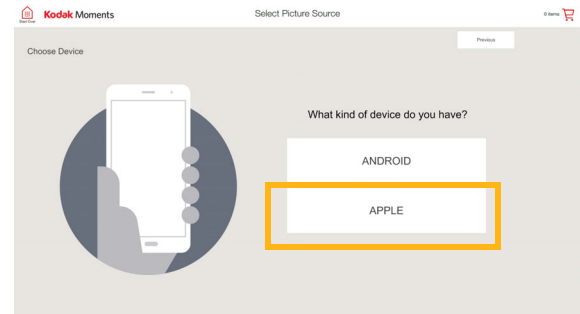 Kodak Moments
Select Picture Source
0 items
Start Over
Previous
Choose Device
What kind of device do you have?
ANDROID
APPLE